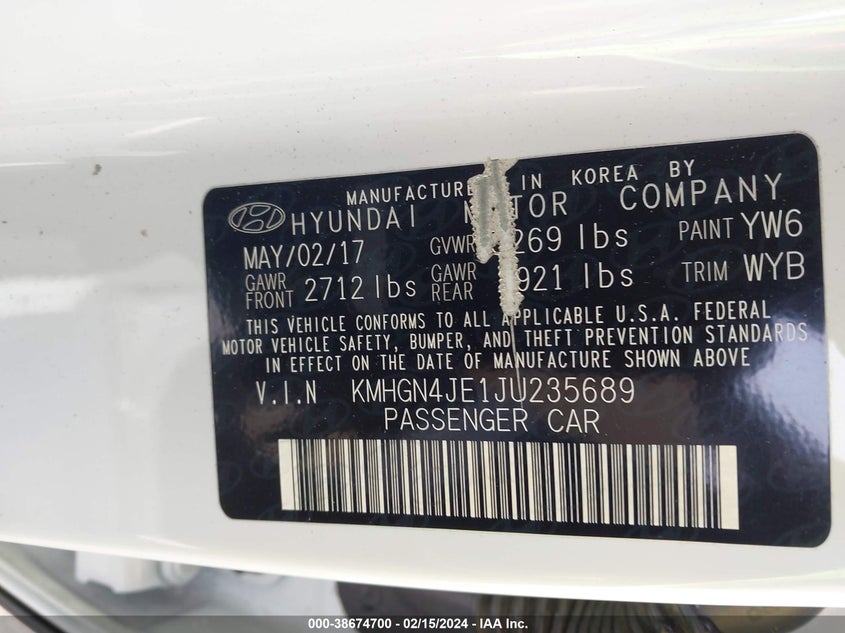 MANUFACTURE IN KOREA BY
HYUNDAI MOTOR COMPANY
MAY/02/17 GVWR 269 lbs PAINT YW6
GAWR FRONT 2712 lbs GAWR REAR 921 lbs TRIM WYB
THIS VEHICLE CONFORMS TO ALL APPLICABLE U.S.A. FEDERAL
MOTOR VEHICLE SAFETY, BUMPER, AND THEFT PREVENTION STANDARDS
IN EFFECT ON THE DATE OF MANUFACTURE SHOWN ABOVE
V.I.N KMHGN4JE1JU235689
PASSENGER CAR
000-38674700 - 02/15/2024 - IAA Inc.